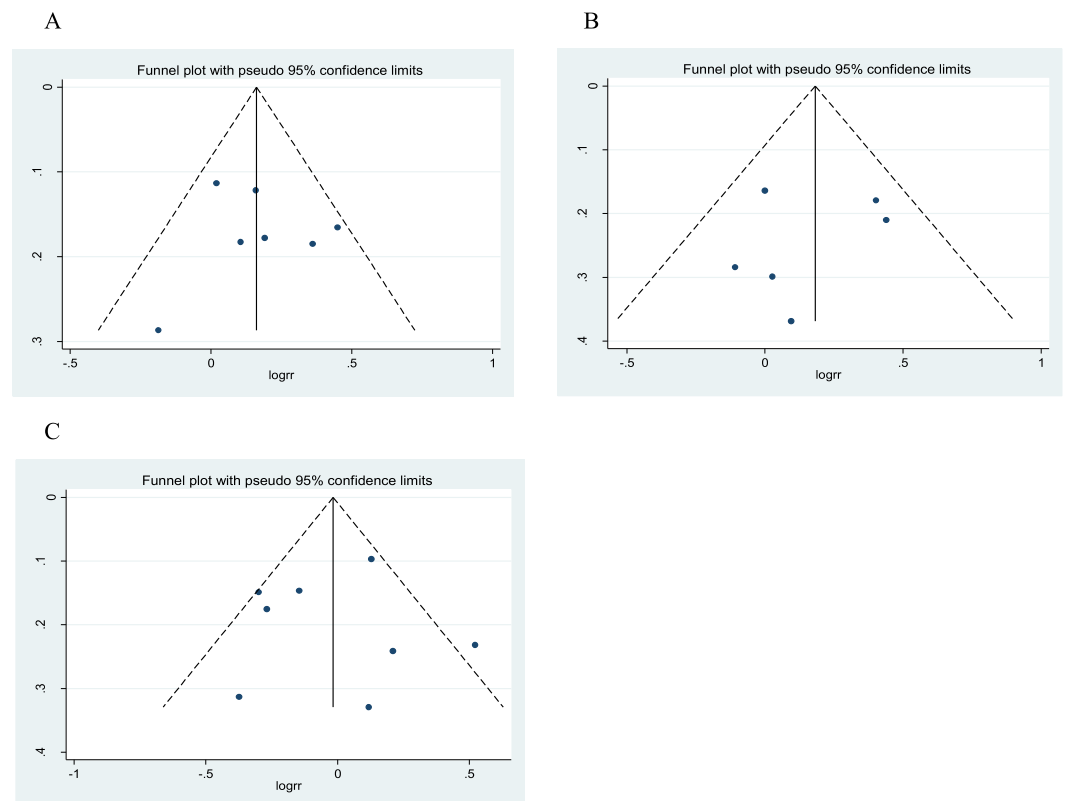 A
Funnel plot with pseudo 95% confidence limits
0
.1
.2
.3
-.5
0
.5
1
logrr
B
Funnel plot with pseudo 95% confidence limits
0
.1
.2
.3
.4
-.5
0
.5
1
logrr
C
Funnel plot with pseudo 95% confidence limits
0
.1
.2
.3
.4
-1
-.5
0
.5
logrr